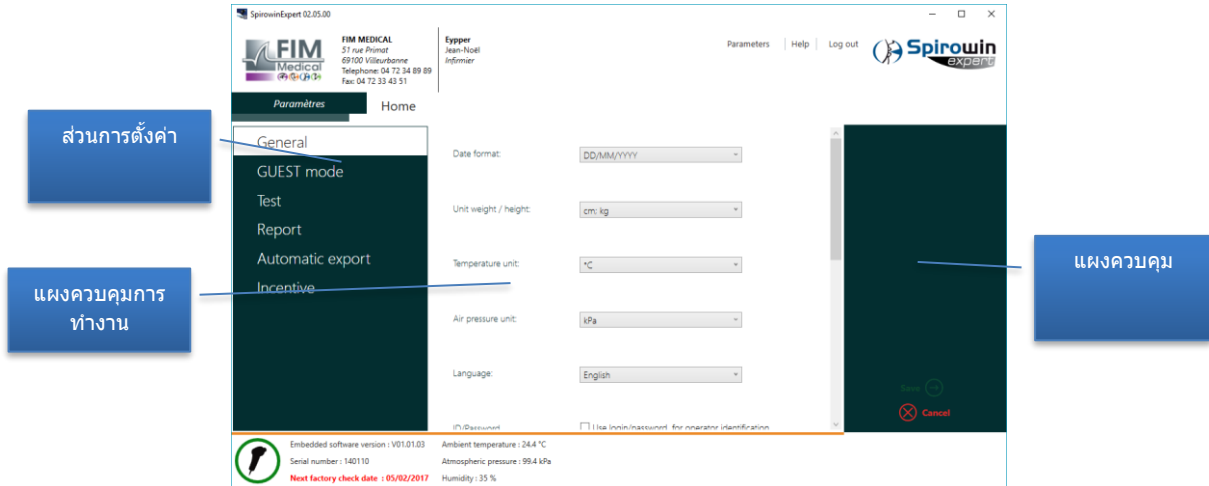 SpirowinExpert 02.05.00
FIM
Medical
FIM MEDICAL
51 rue Primat
69100 Villeurbanne
Telephone: 04 72 34 89 89
Fax: 04 72 33 43 51
Eypper
Jean-Noël
Infirmier
Parameters
Help
Log out
Spirowin
expert
Paramètres
Home
ส่วนการตั้งค่า
General
GUEST mode
Test
Report
Automatic export
Incentive
แผงควบคุมการ
ทำงาน
Date format:
DD/MM/YYYY
Unit weight / height:
cm; kg
Temperature unit:
°C
Air pressure unit:
kPa
Language:
English
ID/Password
Use login/password for operator identification
แผงควบคุม
Save
Cancel
Embedded software version : V01.01.03
Serial number : 140110
Next factory check date : 05/02/2017
Ambient temperature : 24.4 °C
Atmospheric pressure : 99.4 kPa
Humidity : 35 %